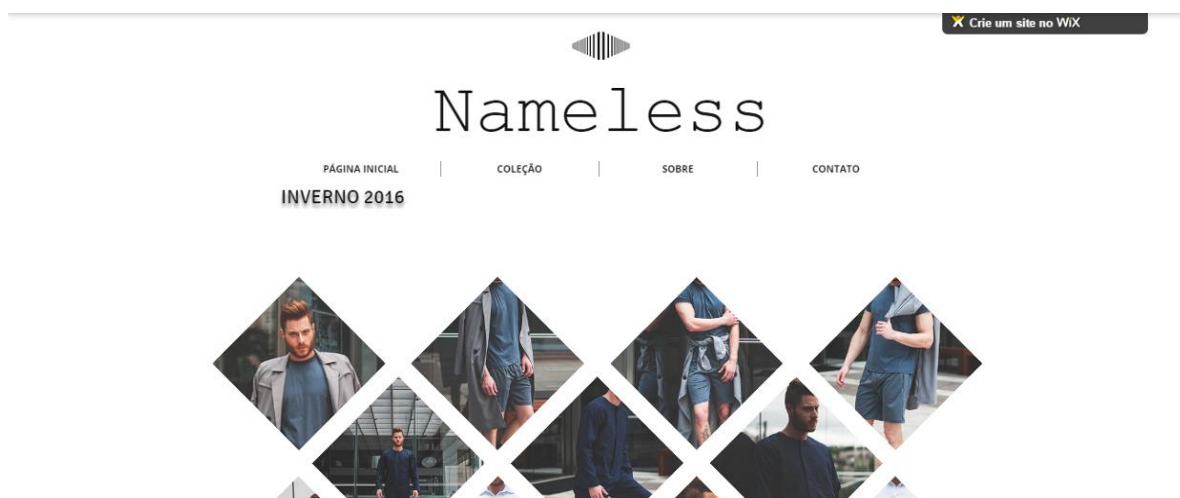 Crie um site no WiX
Nameless
PÁGINA INICIAL
COLEÇÃO
SOBRE
CONTATO
INVERNO 2016